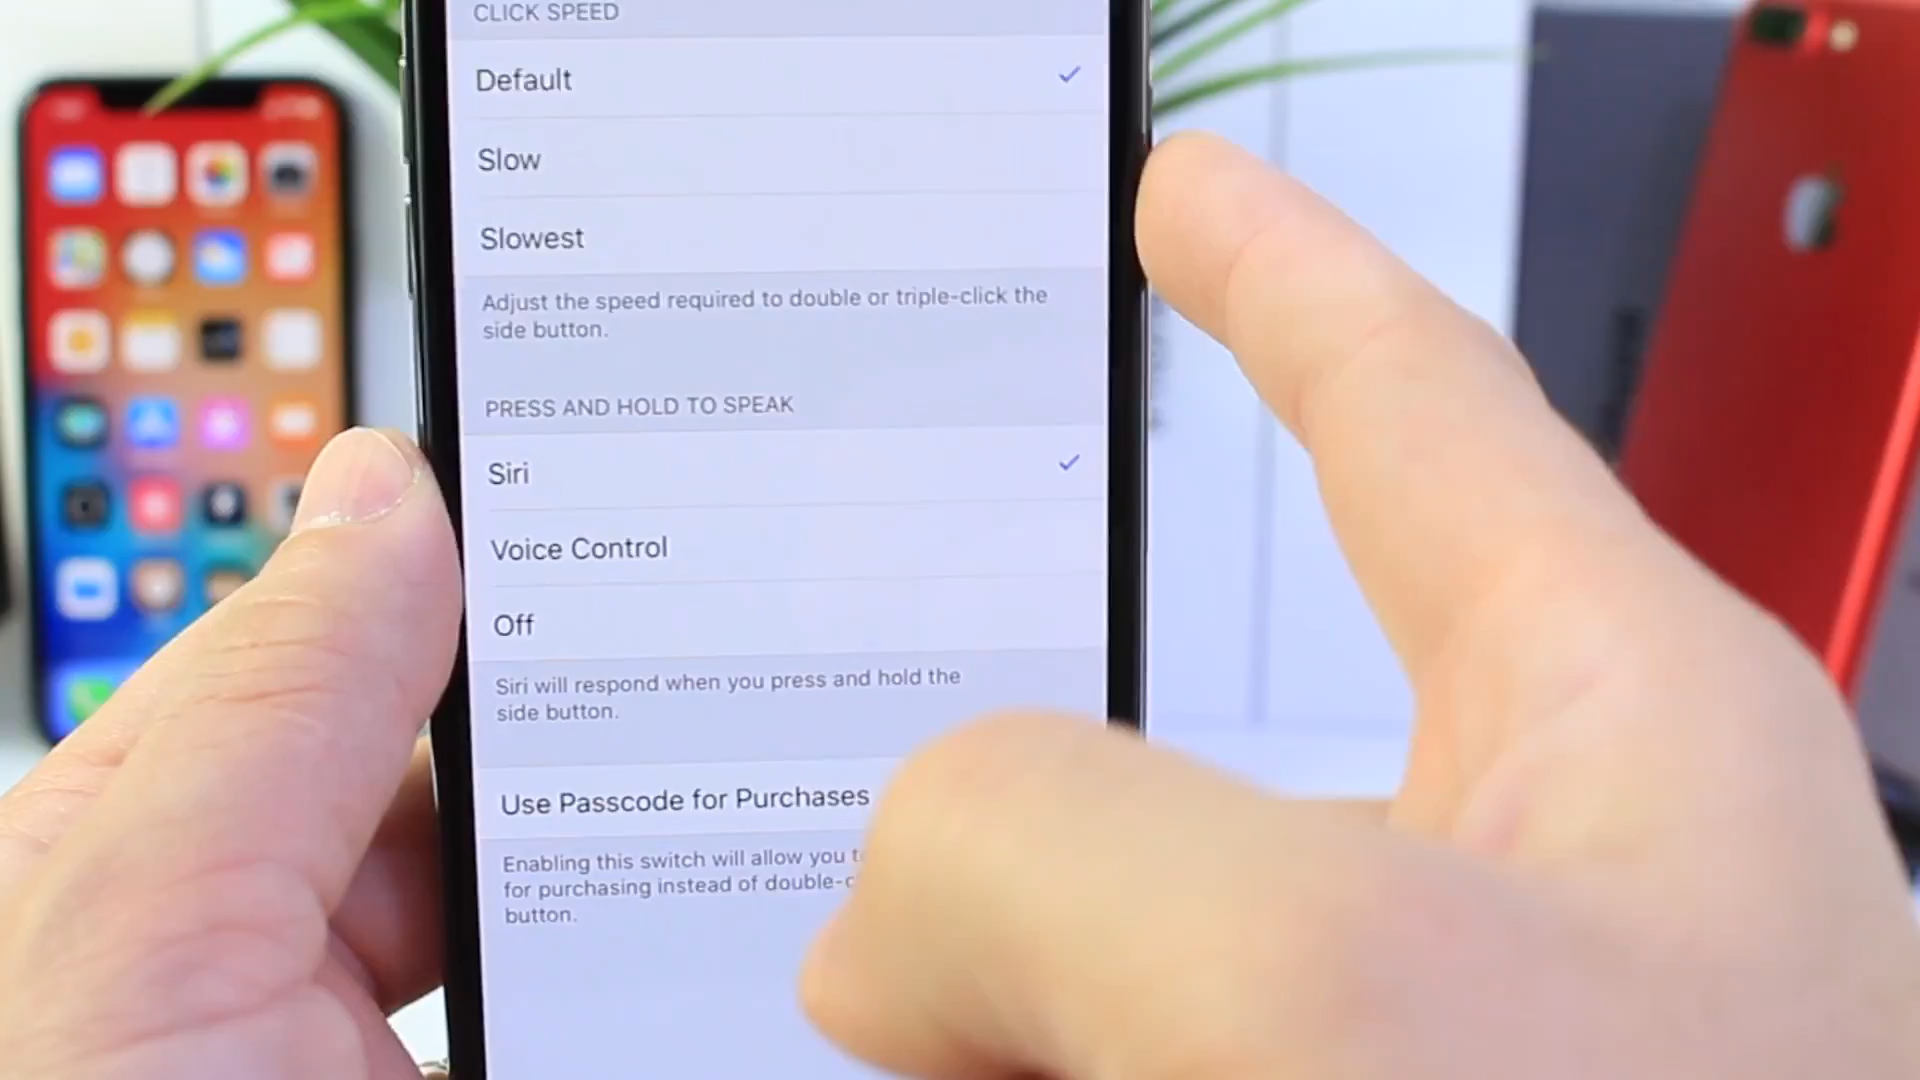 CLICK SPEED
Default
Slow
Slowest
Adjust the speed required to double or triple-click the
side button.
PRESS AND HOLD TO SPEAK
Siri
Voice Control
Off
Siri will respond when you press and hold the
side button.
Use Passcode for Purchases
Enabling this switch will allow you
for purchasing instead of
button.